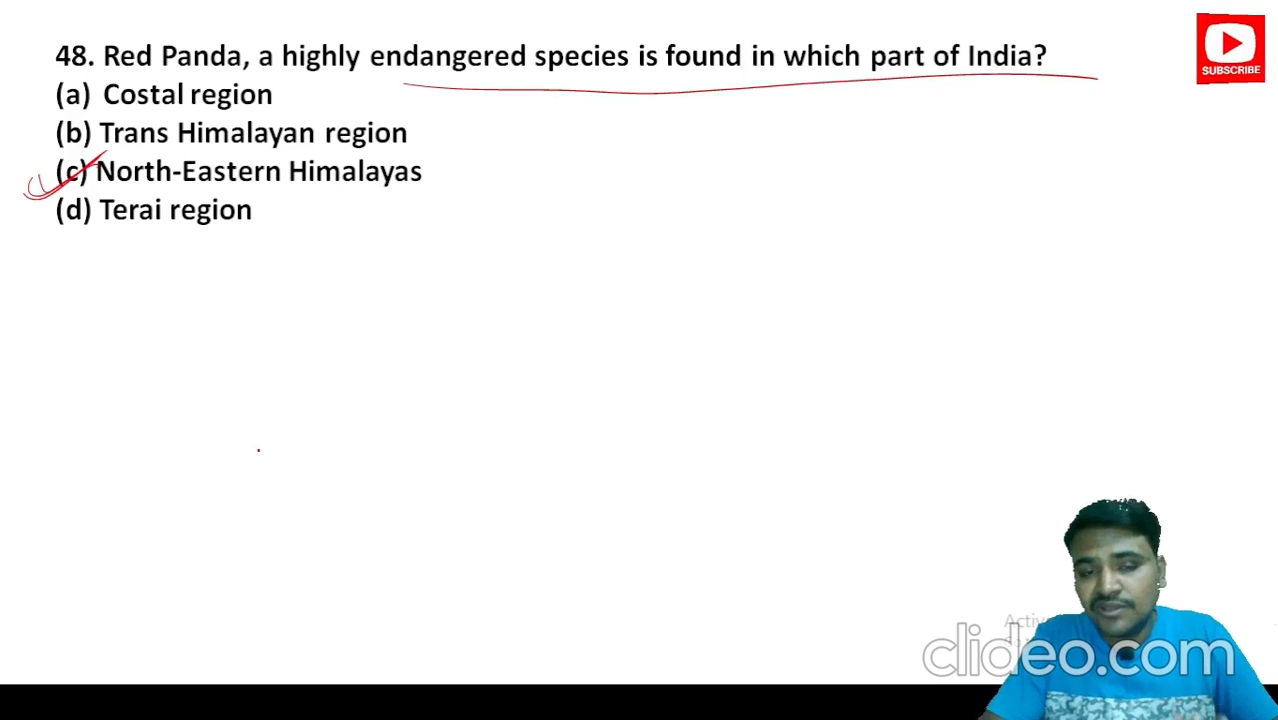 48. Red Panda, a highly endangered species is found in which part of India?
SUBSCRIBE
(a) Costal region
(b) Trans Himalayan region
(c) North-Eastern Himalayas
(d) Terai region
clideo.com